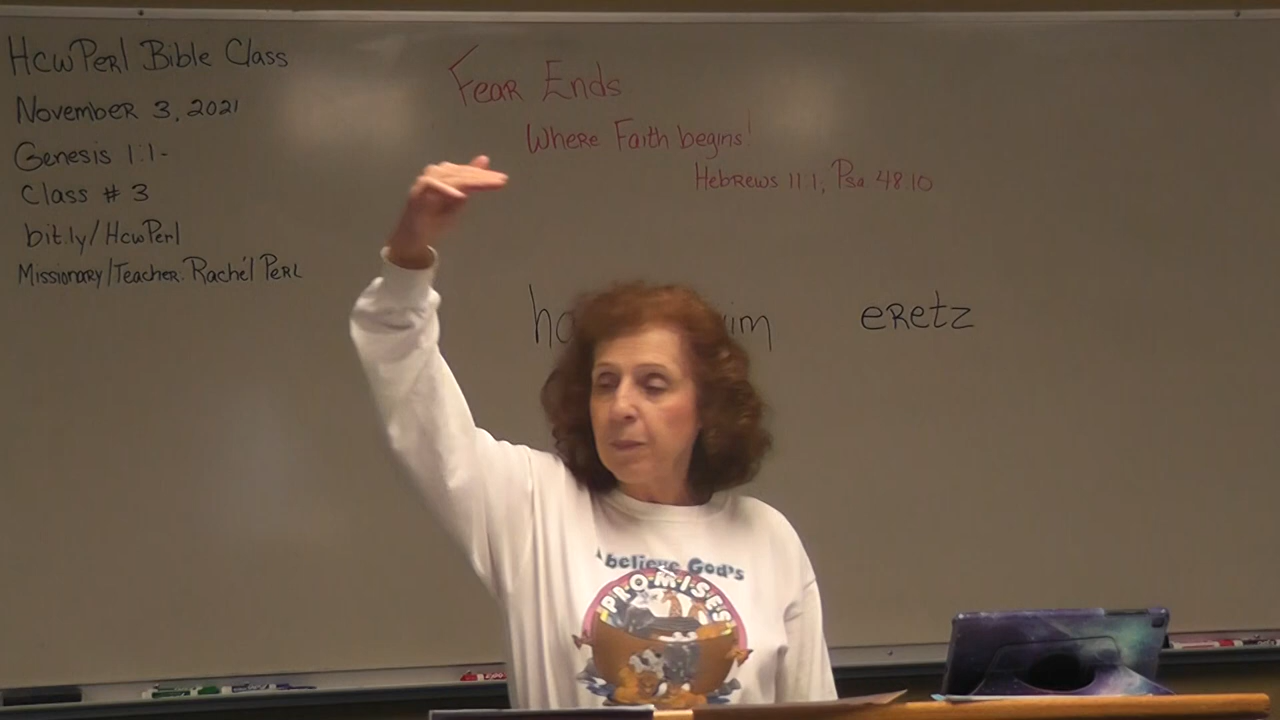 HcwPerl Bible Class
November 3, 2021
Genesis 1:1-
Class # 3
bit.ly/HcwPerl
Missionary/Teacher. Rachel Perl
Fear Ends
Where Faith begins!
Hebrews 11:1, Psa. 48:10
eretz
I believe God's
PROMISES